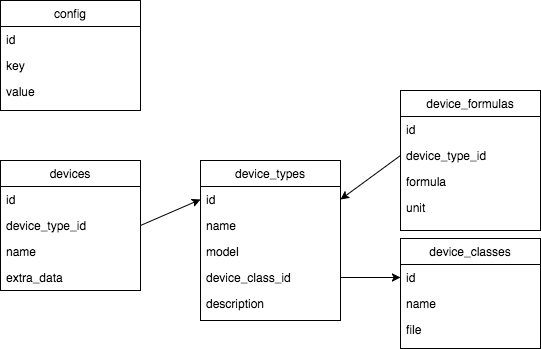 config
id
key
value
devices
id
device_type_id
name
extra_data
device_types
id
name
model
device_class_id
description
device_formulas
id
device_type_id
formula
unit
device_classes
id
name
file